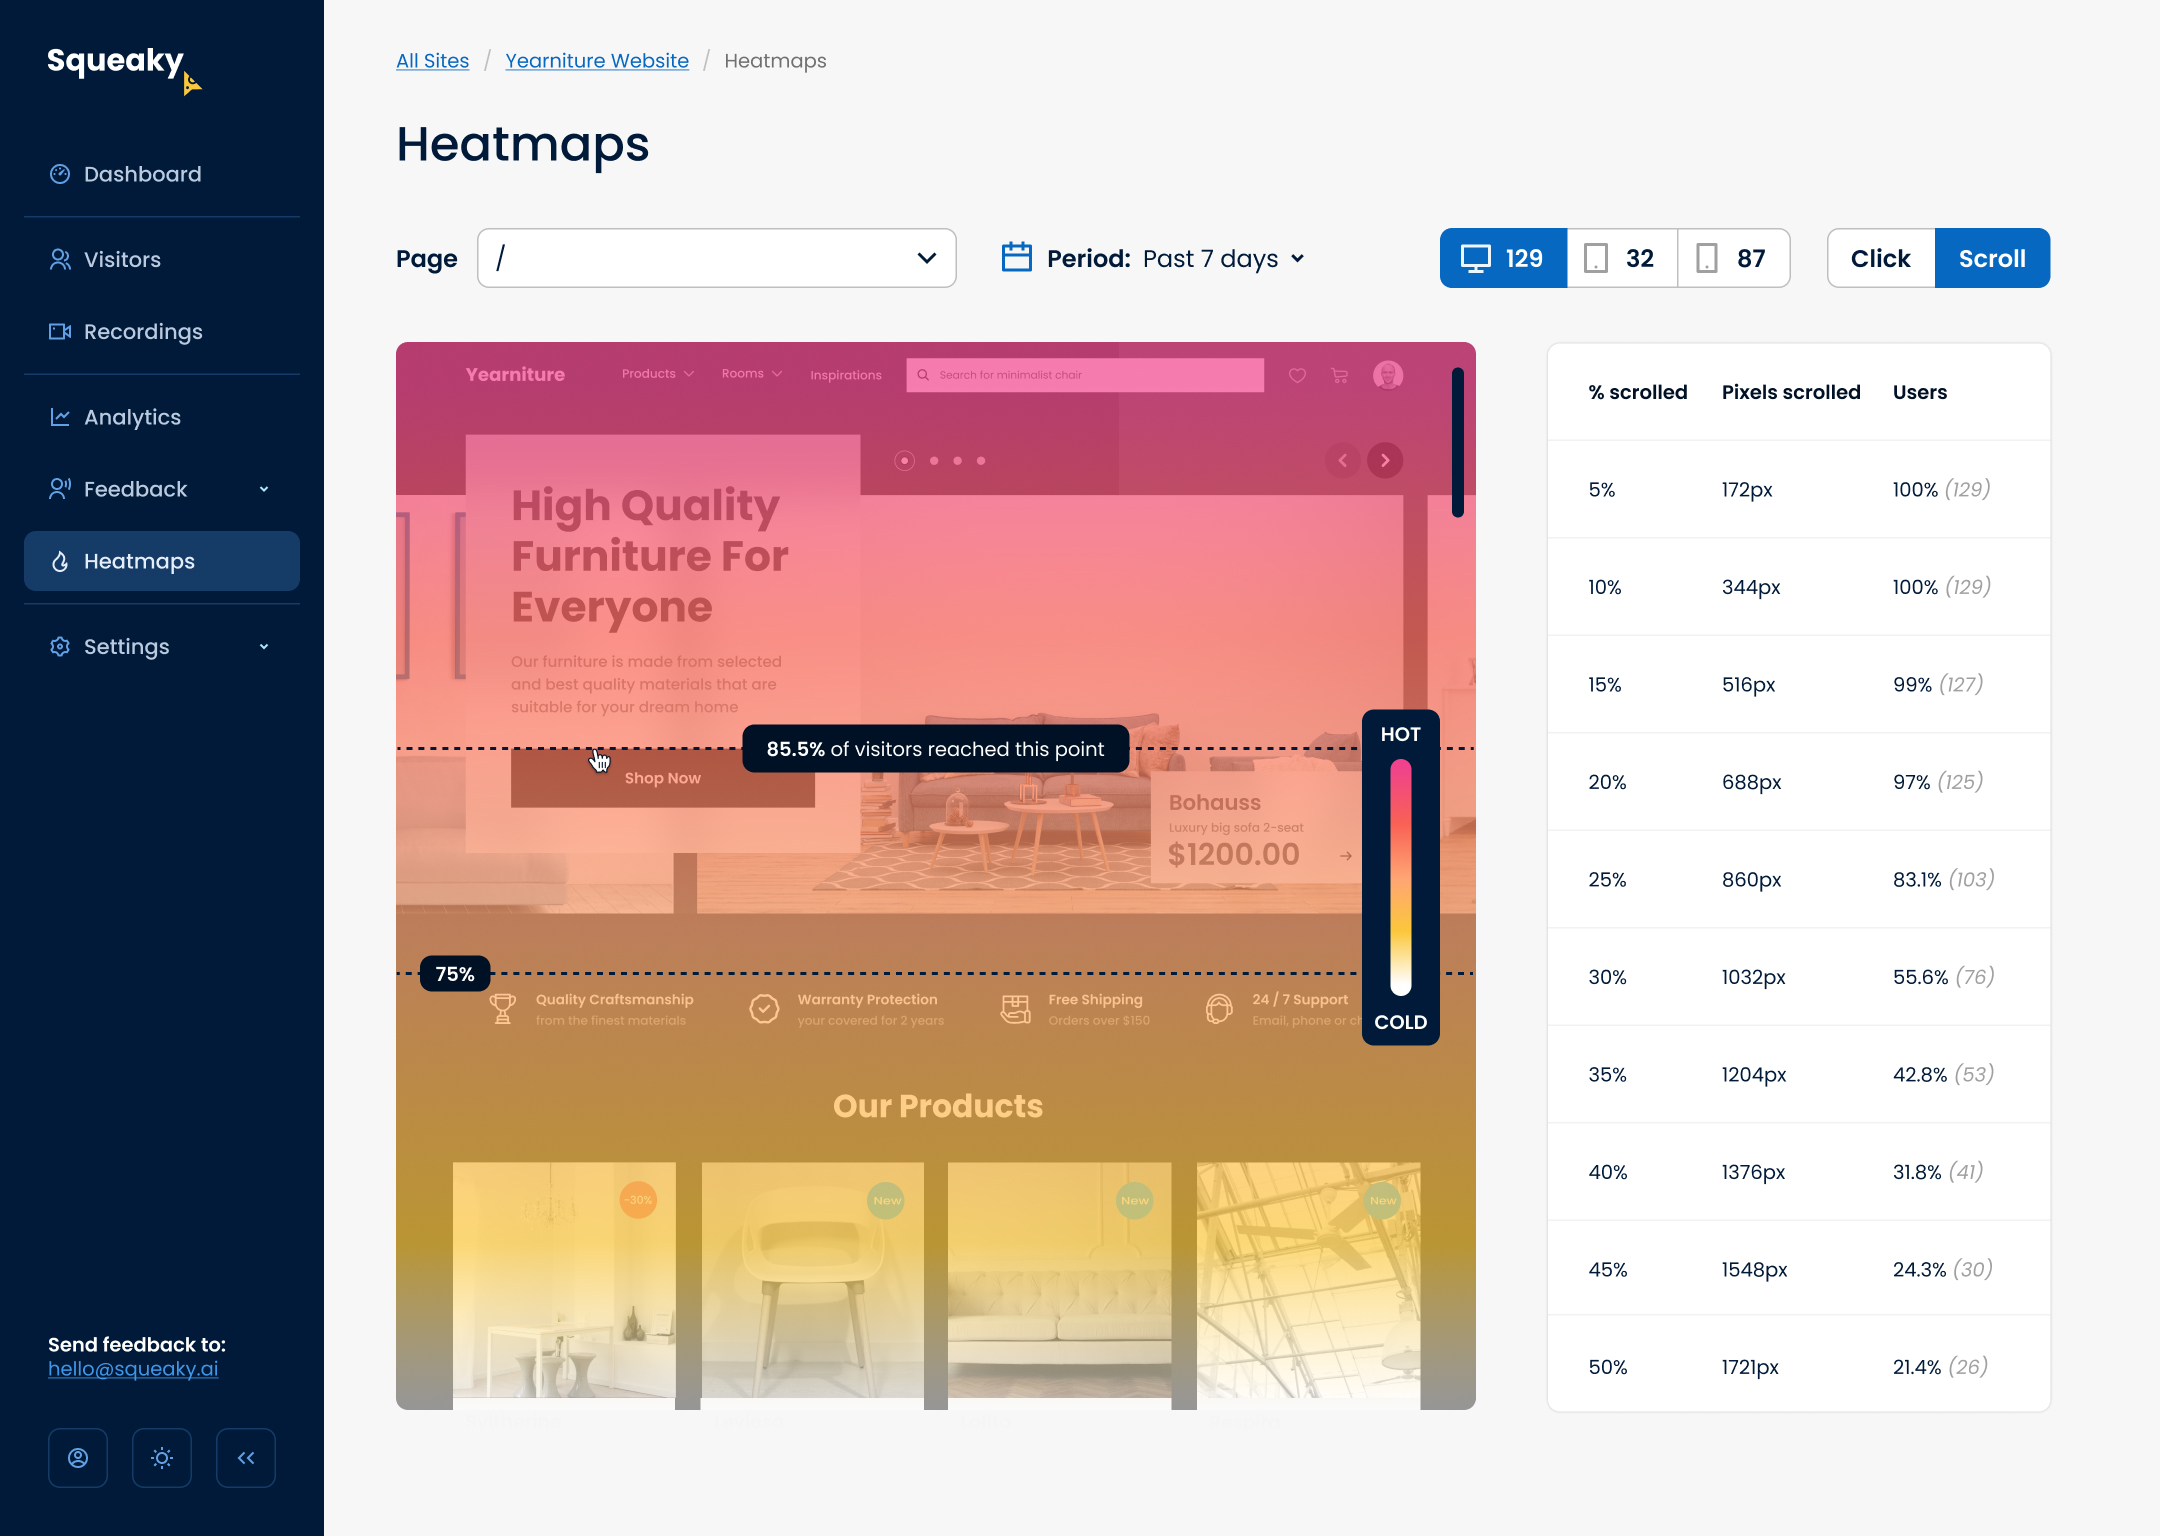 Squeaky
Dashboard
Visitors
Recordings
Analytics
Feedback
Heatmaps
Settings
Send feedback to:
hello@squeaky.ai
All Sites / Yearniture Website / Heatmaps
Heatmaps
Page
/
Period: Past 7 days
129
32
87
Click
Scroll
Yearniture
Products
Rooms
Inspirations
Search for minimalist chair
High Quality
Furniture For
Everyone
Our furniture is made from selected
and best quality materials that are
suitable for your dream home
85.5% of visitors reached this point
Shop Now
Bohauss
Luxury big sofa 2-seat
$1200.00
HOT
COLD
75%
Quality Craftsmanship
from the finest materials
Warranty Protection
your covered for 2 years
Free Shipping
Orders over $150
24 / 7 Support
Email, phone or
Our Products
-30%
New
New
New
% scrolled Pixels scrolled Users
5% 172px 100% (129)
10% 344px 100% (129)
15% 516px 99% (127)
20% 688px 97% (125)
25% 860px 83.1% (103)
30% 1032px 55.6% (76)
35% 1204px 42.8% (53)
40% 1376px 31.8% (41)
45% 1548px 24.3% (30)
50% 1721px 21.4% (26)